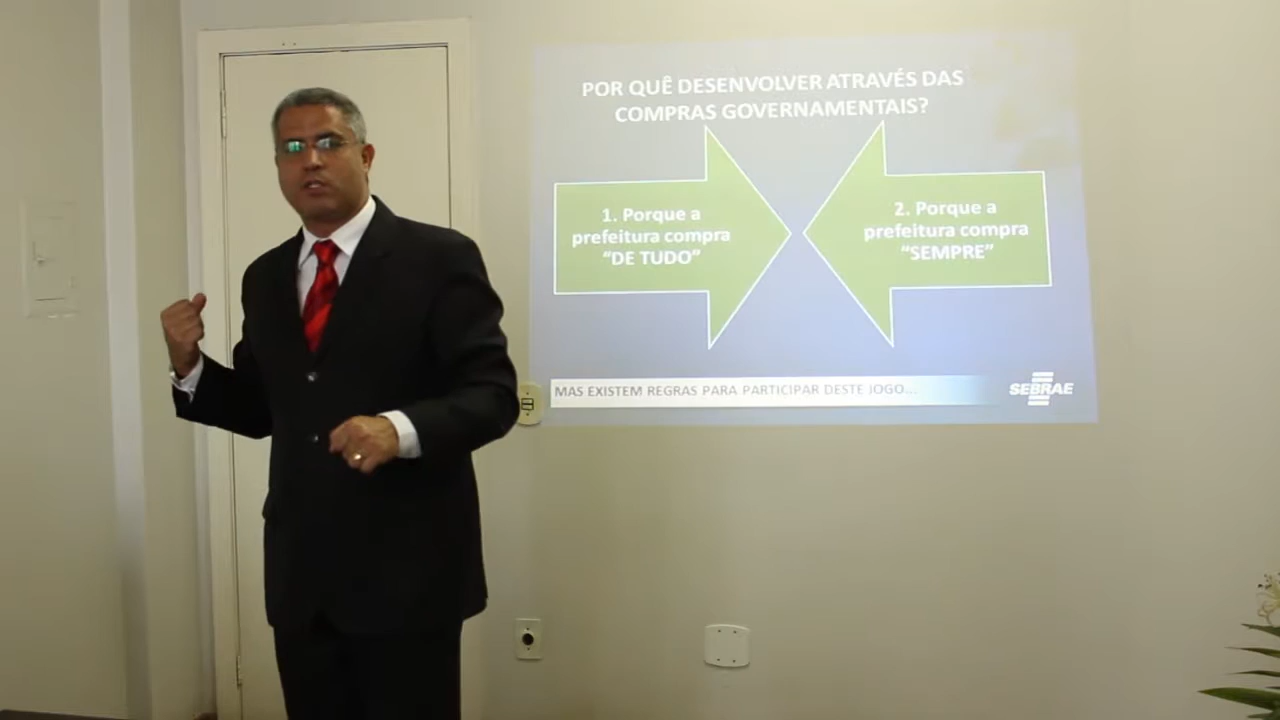 POR QUÊ DESENVOLVER ATRAVÉS DAS
COMPRAS GOVERNAMENTAIS?
1. Porque a
prefeitura compra
“DE TUDO”
2. Porque a
prefeitura compra
“SEMPRE”
MAS EXISTEM REGRAS PARA PARTICIPAR DESTE JOGO...
SEBRAE